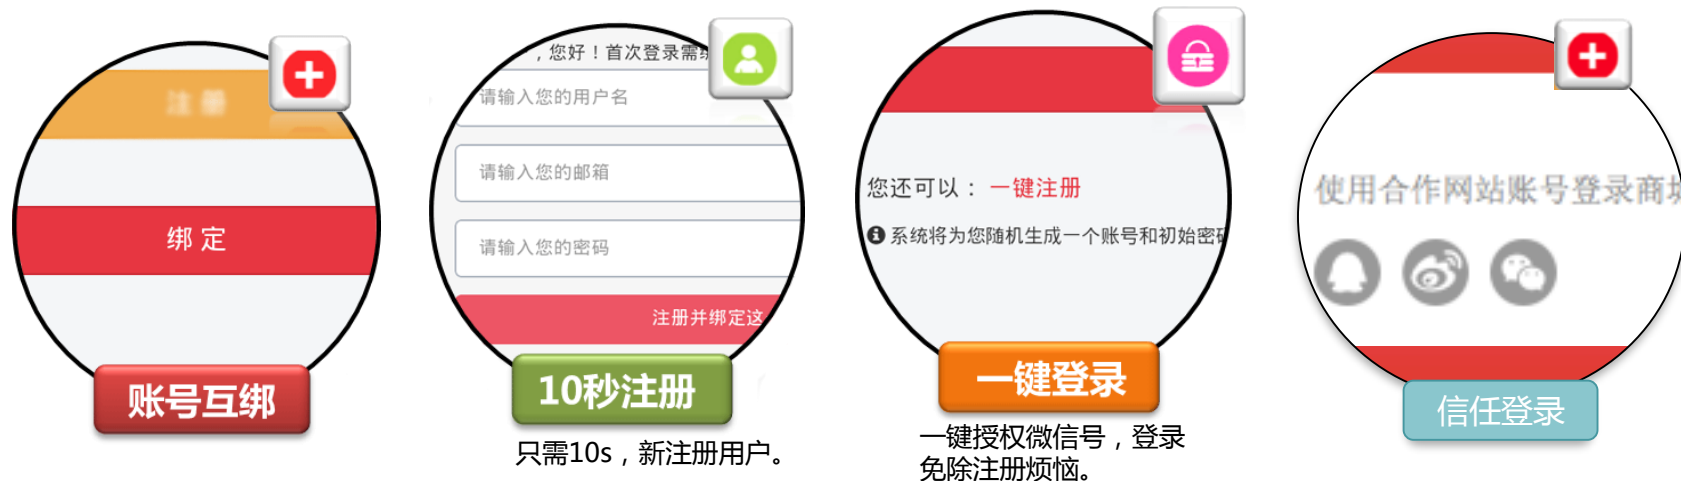 注 册
绑 定
账号互绑
，您好！首次登录需绑
请输入您的用户名
请输入您的邮箱
请输入您的密码
注册并绑定这
10秒注册
只需10s，新注册用户。
您还可以： 一键注册
系统将为您随机生成一个账号和初始密码
一键登录
一键授权微信号，登录
免除注册烦恼。
使用合作网站账号登录商城
信任登录